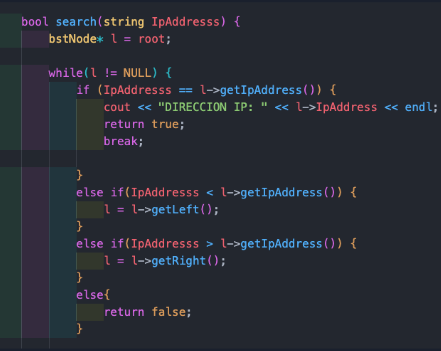 bool search(string IpAddresss) {
    bstNode* l = root;

    while(l != NULL) {
        if (IpAddresss == l->getIpAddress()) {
            cout << "DIRECCION IP: " << l->IpAddress << endl;
            return true;
            break;

        }
        else if(IpAddresss < l->getIpAddress()) {
            l = l->getLeft();
        }
        else if(IpAddresss > l->getIpAddress()) {
            l = l->getRight();
        }
        else{
            return false;
        }